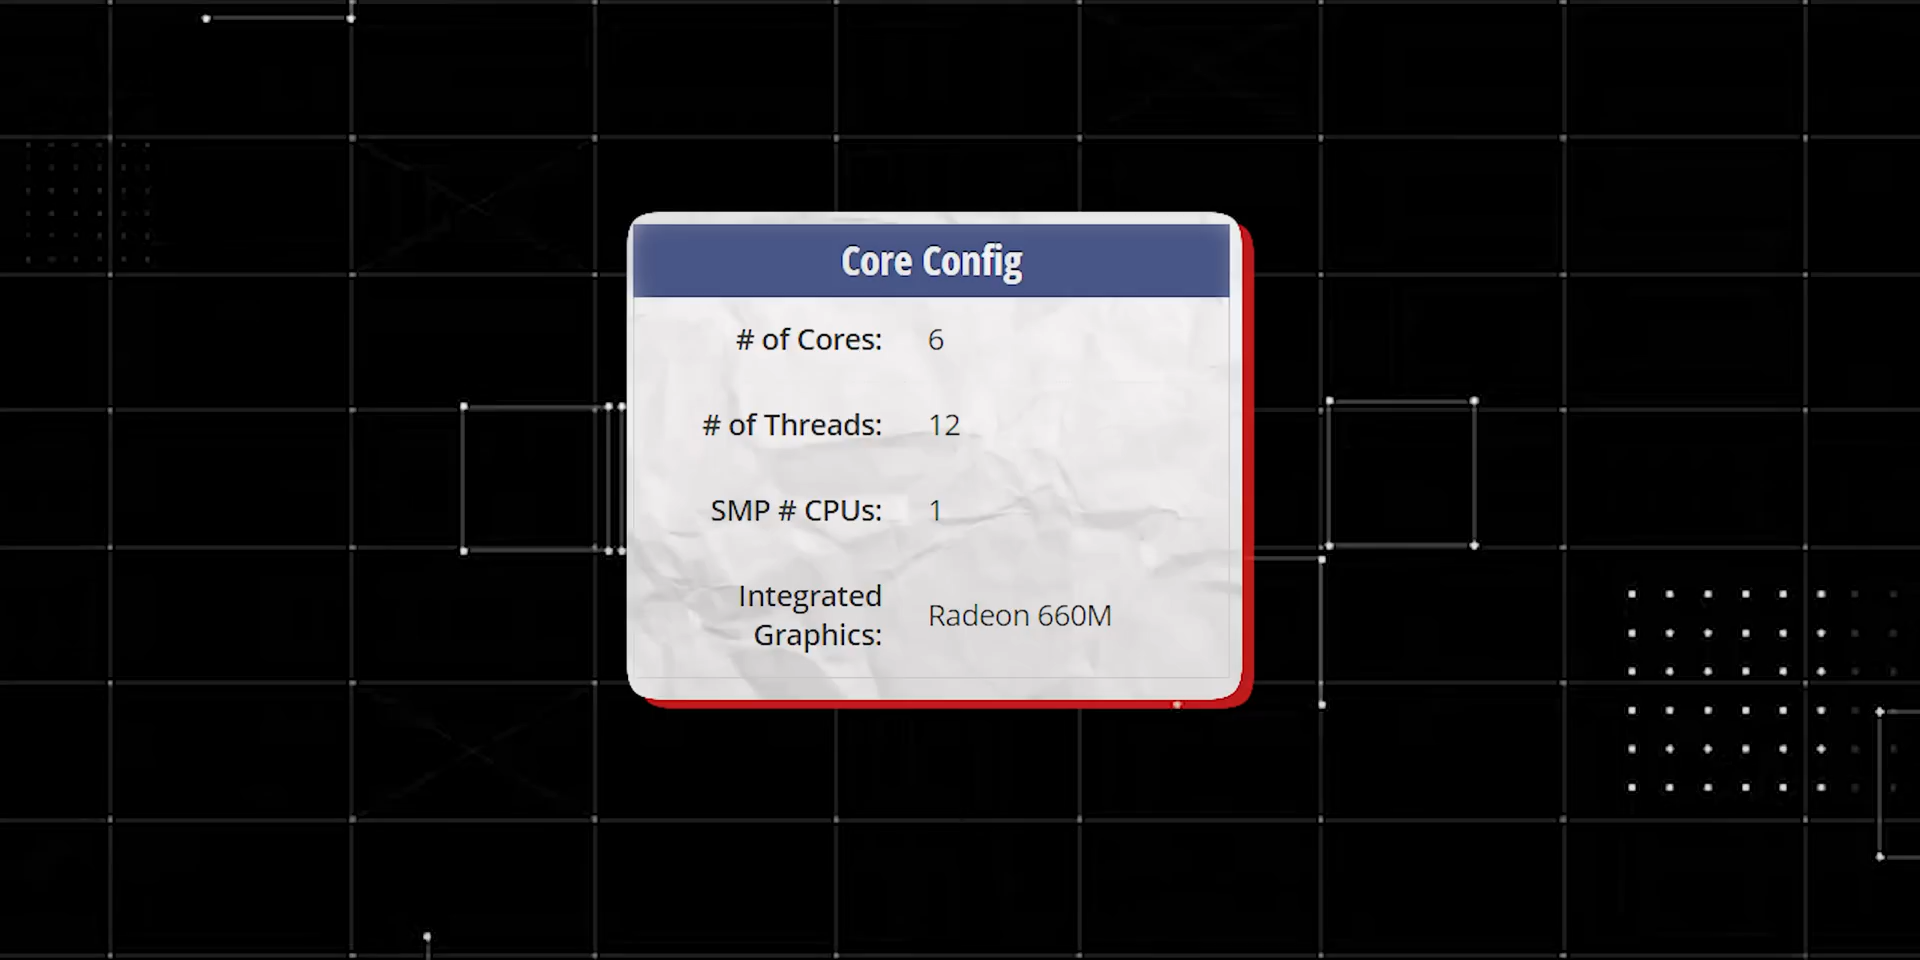 Core Config
# of Cores: 6
# of Threads: 12
SMP # CPUs: 1
Integrated
Graphics: Radeon 660M